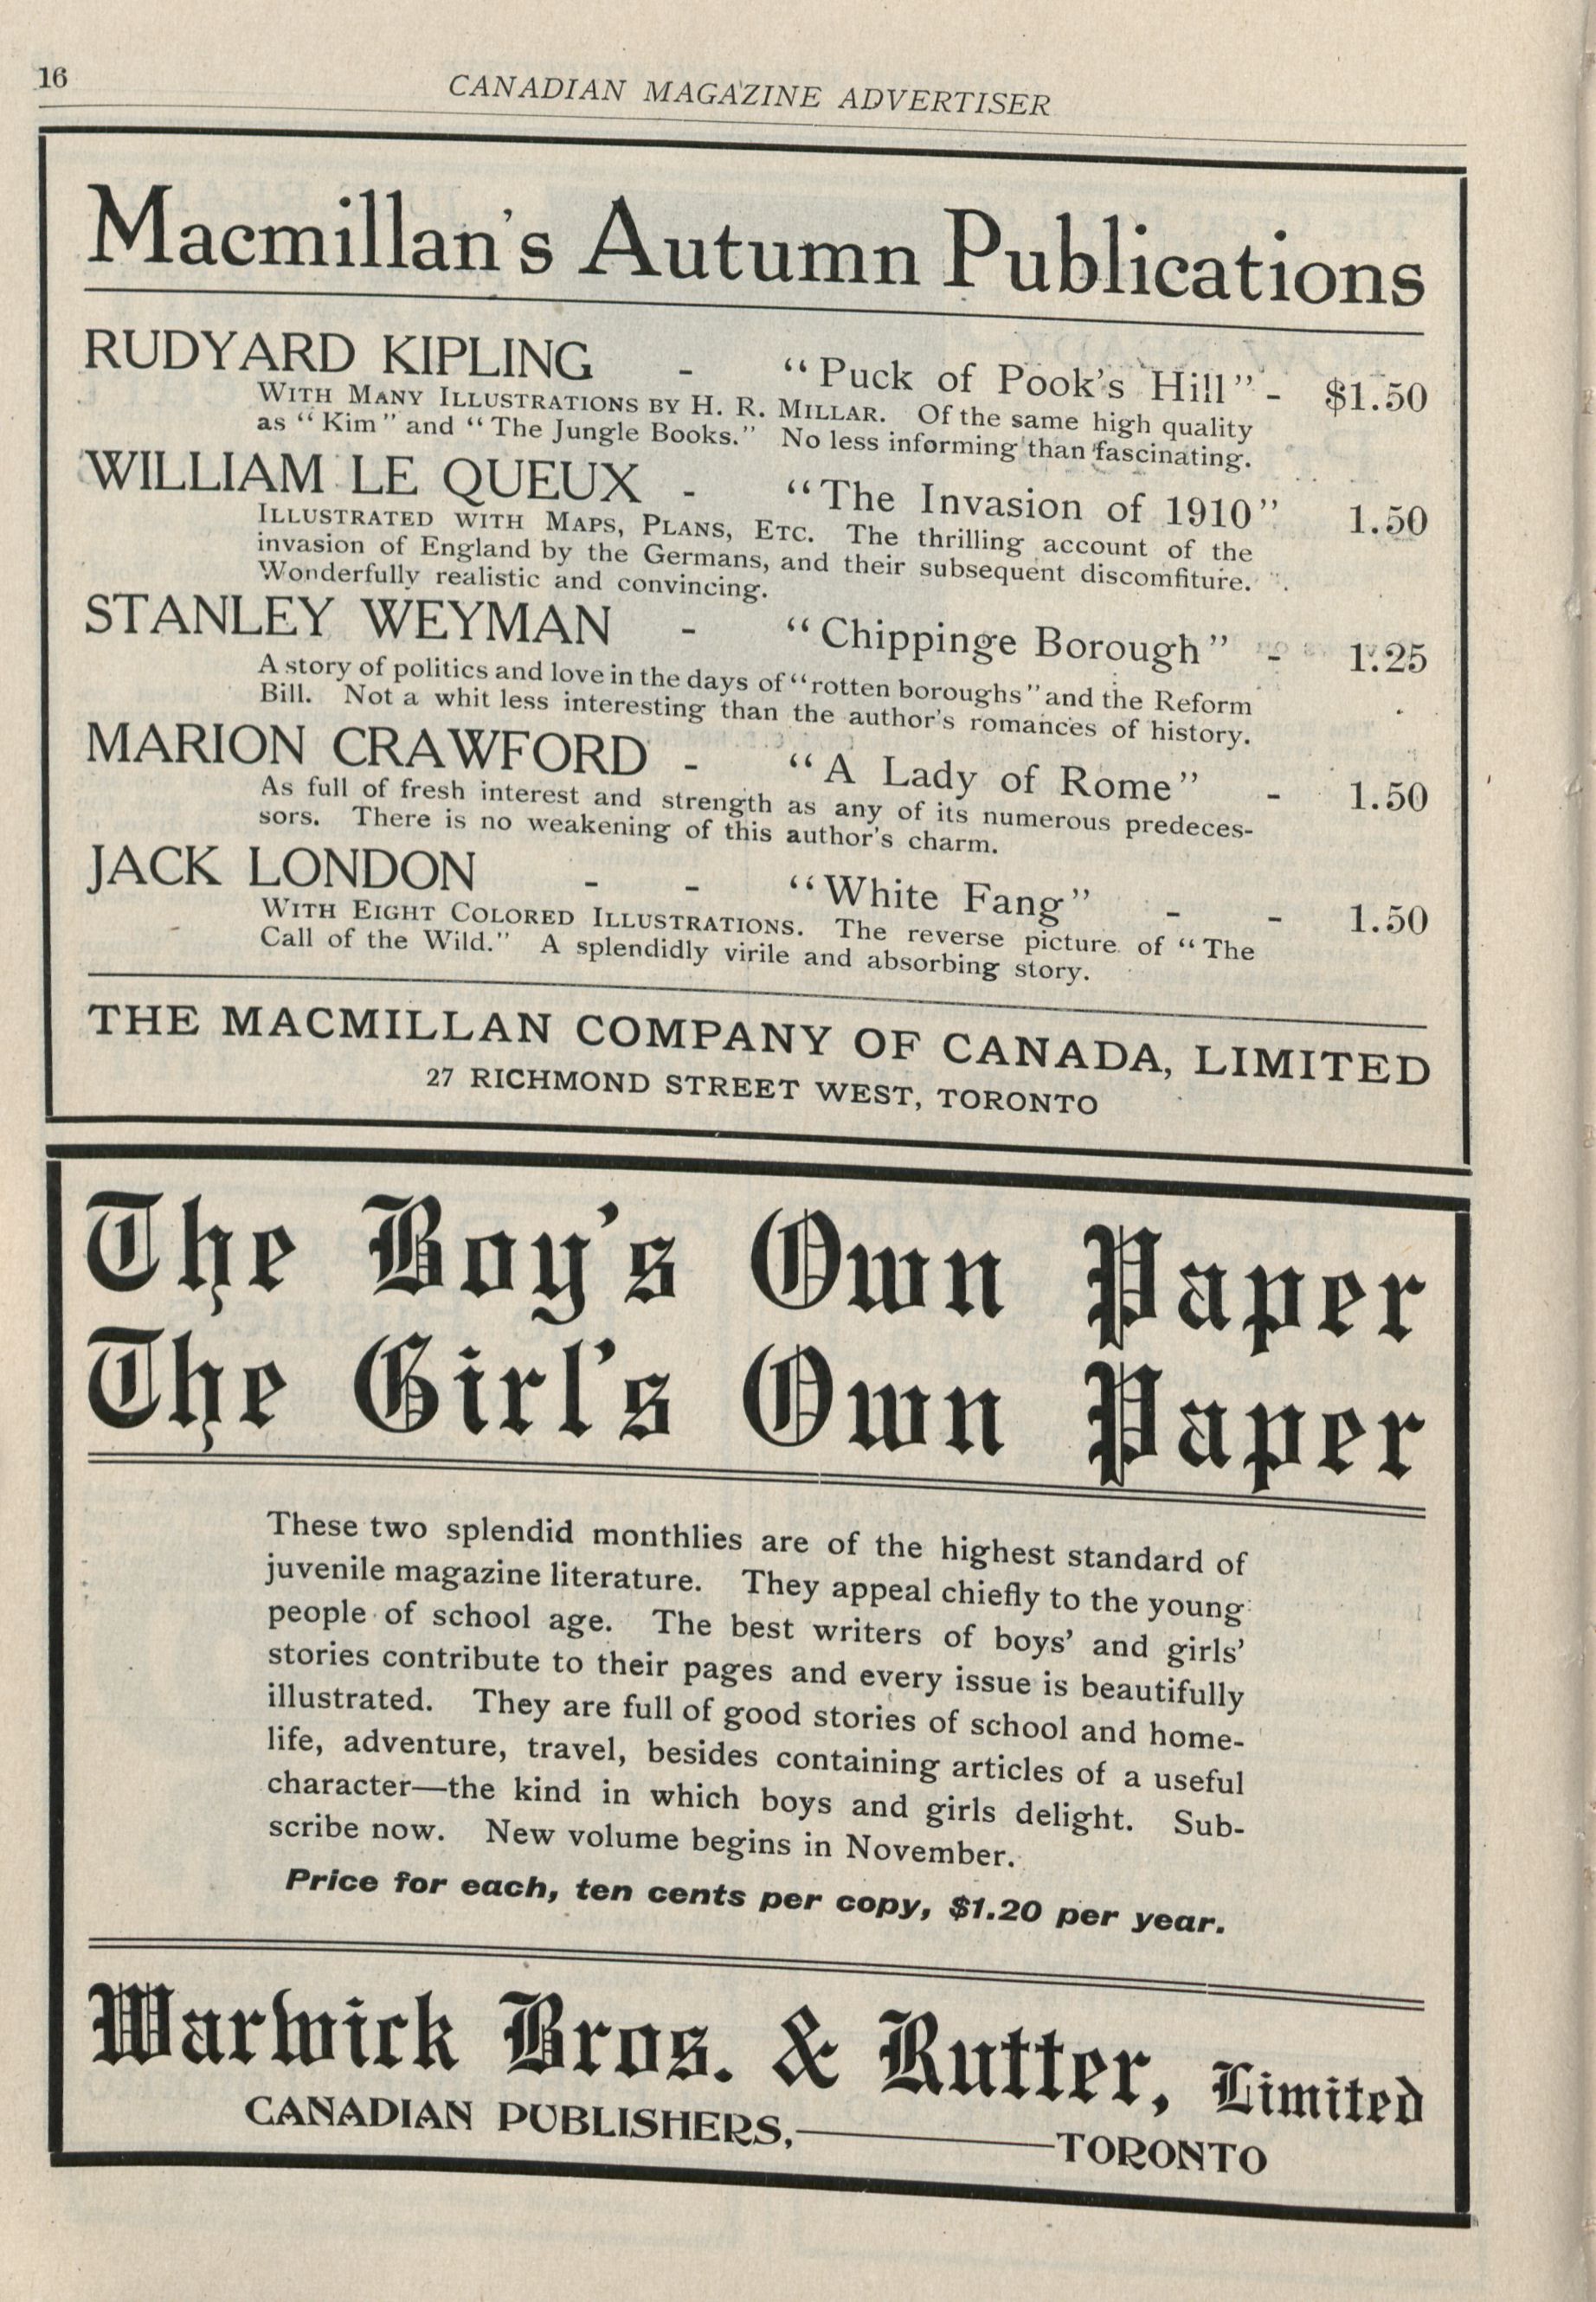 16
CANADIAN MAGAZINE ADVERTISER
Macmillan's Autumn Publications
RUDYARD KIPLING - "Puck of Pook's Hill" - $1.50
WITH MANY ILLUSTRATIONS BY H. R. MILLAR. Of the same high quality
as "Kim" and "The Jungle Books." No less informing than fascinating.
WILLIAM LE QUEUX - "The Invasion of 1910" 1.50
ILLUSTRATED WITH MAPS, PLANS, ETC. The thrilling account of the
invasion of England by the Germans, and their subsequent discomfiture.
Wonderfully realistic and convincing.
STANLEY WEYMAN - "Chippinge Borough" - 1.25
A story of politics and love in the days of "rotten boroughs" and the Reform
Bill. Not a whit less interesting than the author's romances of history.
MARION CRAWFORD - "A Lady of Rome" - 1.50
As full of fresh interest and strength as any of its numerous predeces-
sors. There is no weakening of this author's charm.
JACK LONDON - - "White Fang" - - 1.50
WITH EIGHT COLORED ILLUSTRATIONS. The reverse picture of "The
Call of the Wild." A splendidly virile and absorbing story.
THE MACMILLAN COMPANY OF CANADA, LIMITED
27 RICHMOND STREET WEST, TORONTO
The Boy's Own Paper
The Girl's Own Paper
These two splendid monthlies are of the highest standard of
juvenile magazine literature. They appeal chiefly to the young
people of school age. The best writers of boys' and girls'
stories contribute to their pages and every issue is beautifully
illustrated. They are full of good stories of school and home-
life, adventure, travel, besides containing articles of a useful
character—the kind in which boys and girls delight. Sub-
scribe now. New volume begins in November.
Price for each, ten cents per copy, $1.20 per year.
Warwick Bros. & Rutter, Limited
CANADIAN PUBLISHERS,—TORONTO